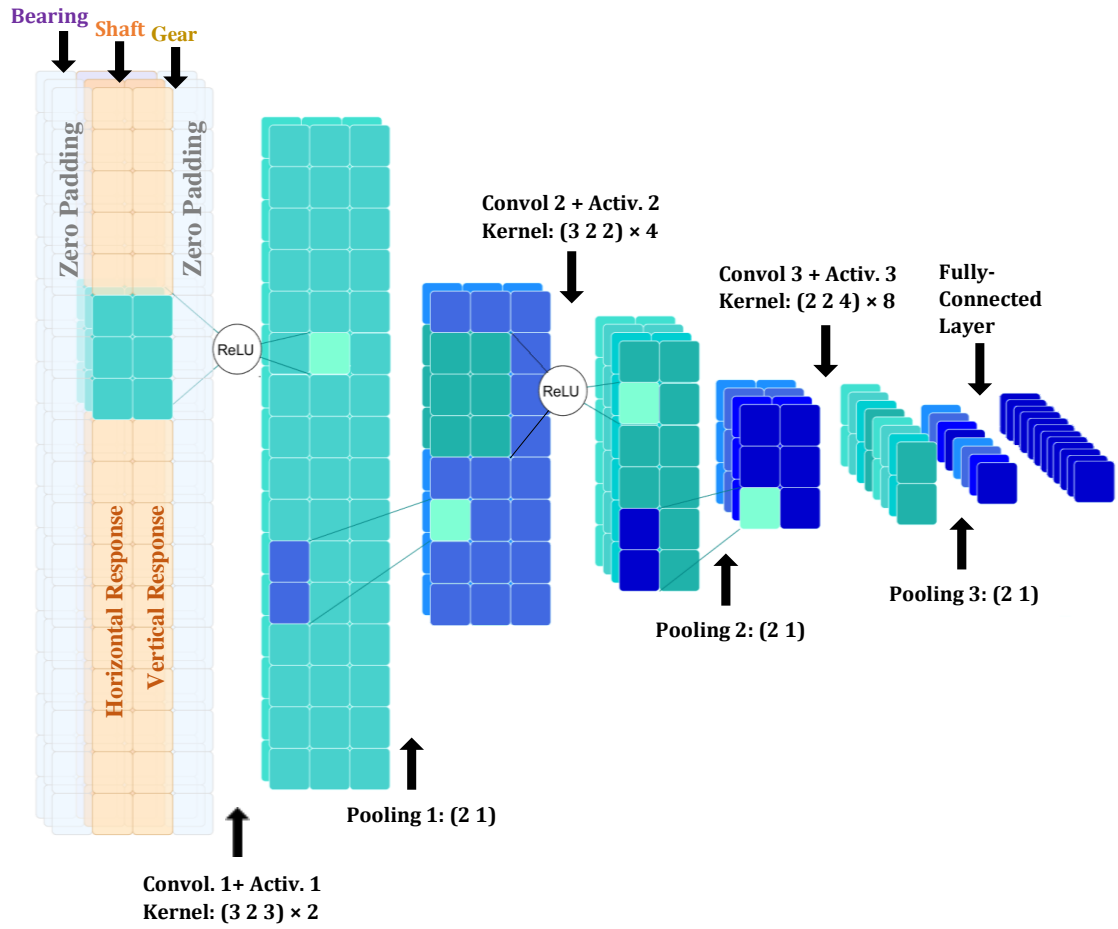 Bearing
Shaft
Gear
Zero Padding
Zero Padding
Horizontal Response
Vertical Response
ReLU
Convol. 1+ Activ. 1
Kernel: (3 2 3) × 2
Pooling 1: (2 1)
Convol 2 + Activ. 2
Kernel: (3 2 2) × 4
ReLU
Pooling 2: (2 1)
Convol 3 + Activ. 3
Kernel: (2 2 4) × 8
Pooling 3: (2 1)
Fully-
Connected
Layer